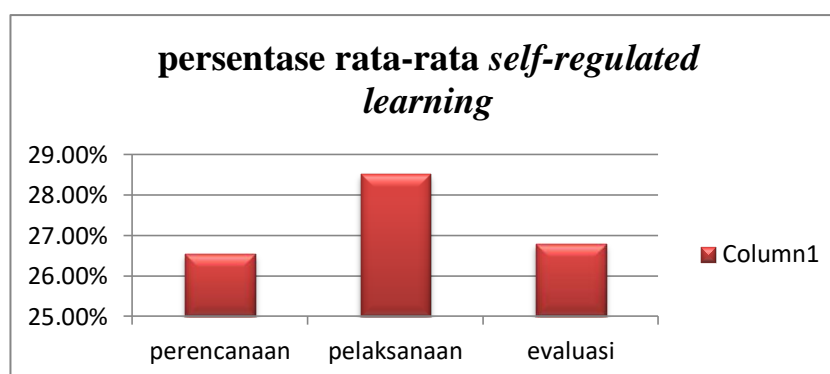 persentase rata-rata self-regulated
learning
29.00%
28.00%
27.00%
26.00%
25.00%
perencanaan pelaksanaan evaluasi
Column1